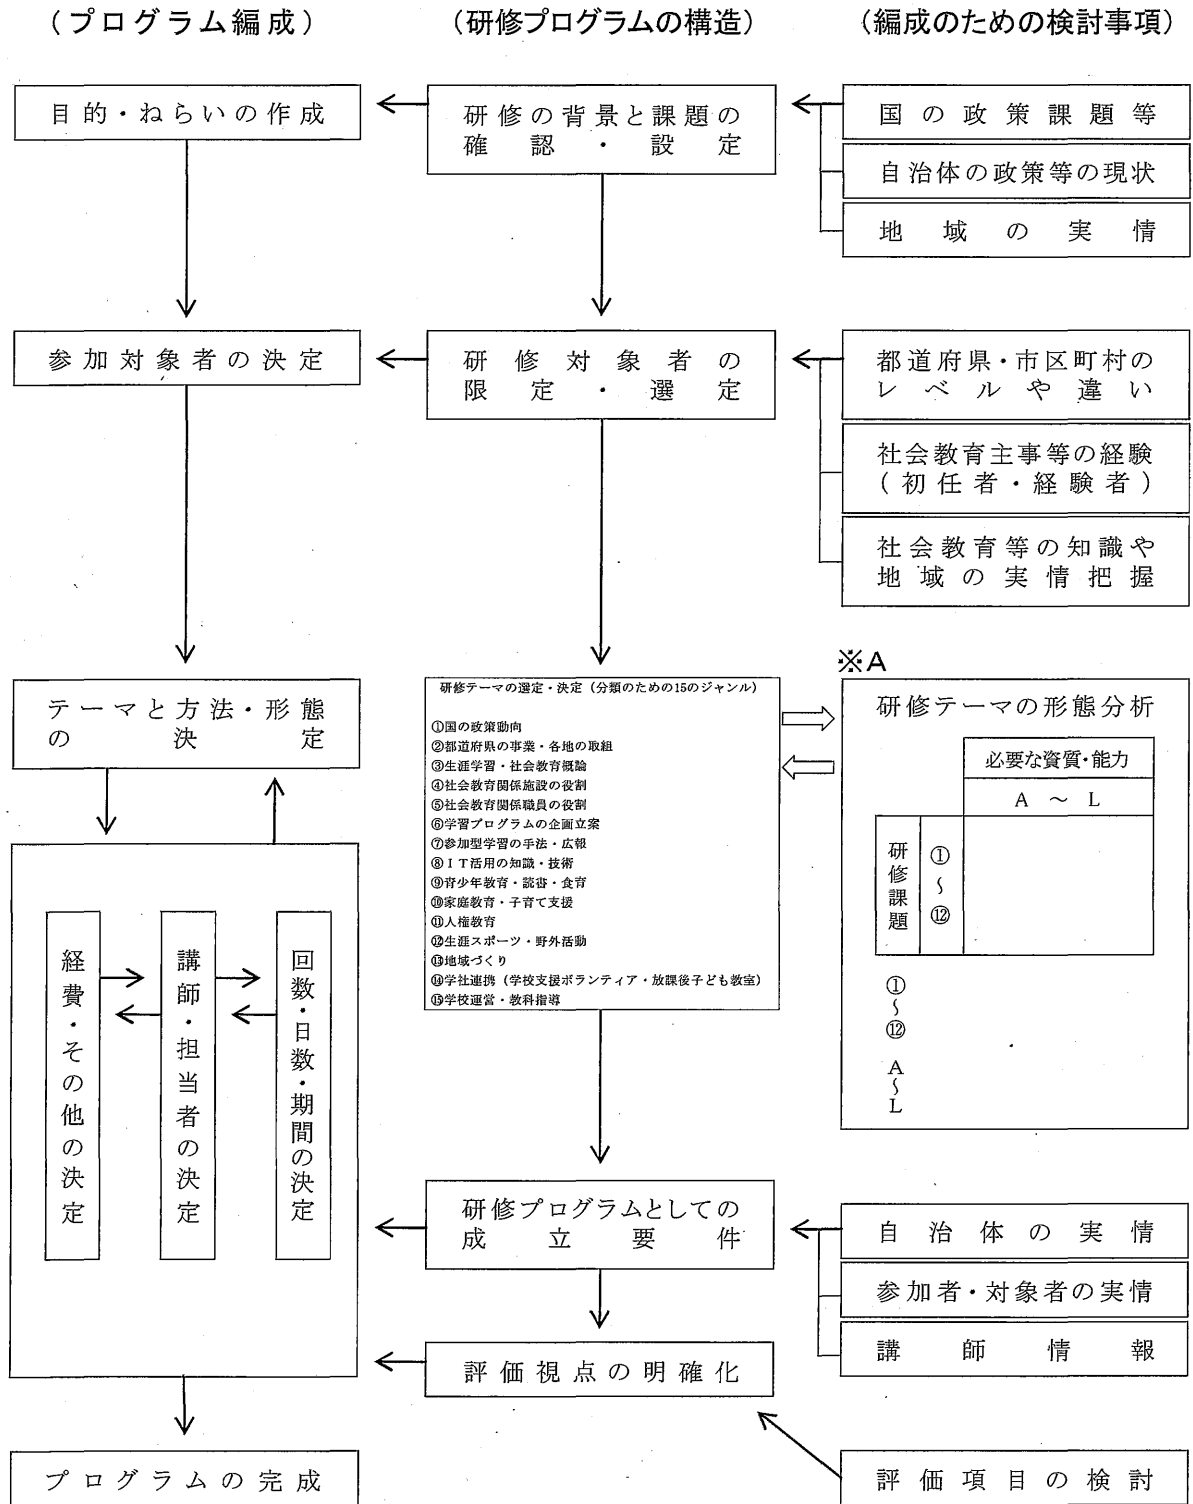 (プログラム編成)
(研修プログラムの構造)
(編成のための検討事項)
目的・ねらいの作成
研修の背景と課題の
確認・設定
国の政策課題等
自治体の政策等の現状
地域の実情
参加対象者の決定
研修対象者の
限定・選定
都道府県・市区町村の
レベルや違い
社会教育主事等の経験
(初任者・経験者)
社会教育等の知識や
地域の実情把握
テーマと方法・形態
の決定
経費・その他の決定
講師・担当者の決定
回数・日数・期間の決定
研修テーマの選定・決定(分類のための15のジャンル)
①国の政策動向
②都道府県の事業・各地の取組
③生涯学習・社会教育概論
④社会教育関係施設の役割
⑤社会教育関係職員の役割
⑥学習プログラムの企画立案
⑦参加型学習の手法・広報
⑧IT活用の知識・技術
⑨青少年教育・読書・食育
⑩家庭教育・子育て支援
⑪人権教育
⑫生涯スポーツ・野外活動
⑬地域づくり
⑭学社連携(学校支援ボランティア・放課後子ども教室)
⑮学校運営・教科指導
※A
研修テーマの形態分析
必要な資質・能力
A ~ L
研修課題
①~⑫
①~⑫
A~L
研修プログラムとしての
成立要件
自治体の実情
参加者・対象者の実情
講師情報
評価視点の明確化
プログラムの完成
評価項目の検討